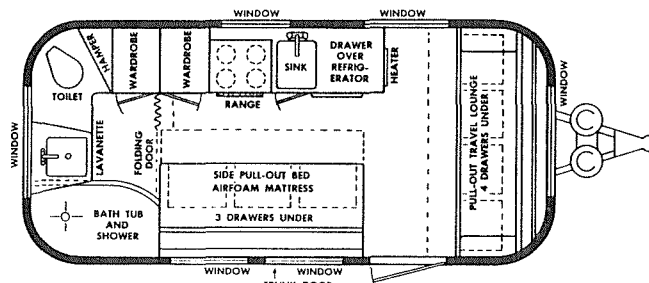 WINDOW
WINDOW
HAMPER
WARDROBE
WARDROBE
SINK
DRAWER
OVER
REFRIG-
ERATOR
HEATER
TOILET
RANGE
WINDOW
WINDOW
LAVANETTE
FOLDING
DOOR
SIDE PULL-OUT BED
AIRFOAM MATTRESS
3 DRAWERS UNDER
PULL-OUT TRAVEL LOUNGE
4 DRAWERS UNDER
BATH TUB
AND
SHOWER
WINDOW
WINDOW